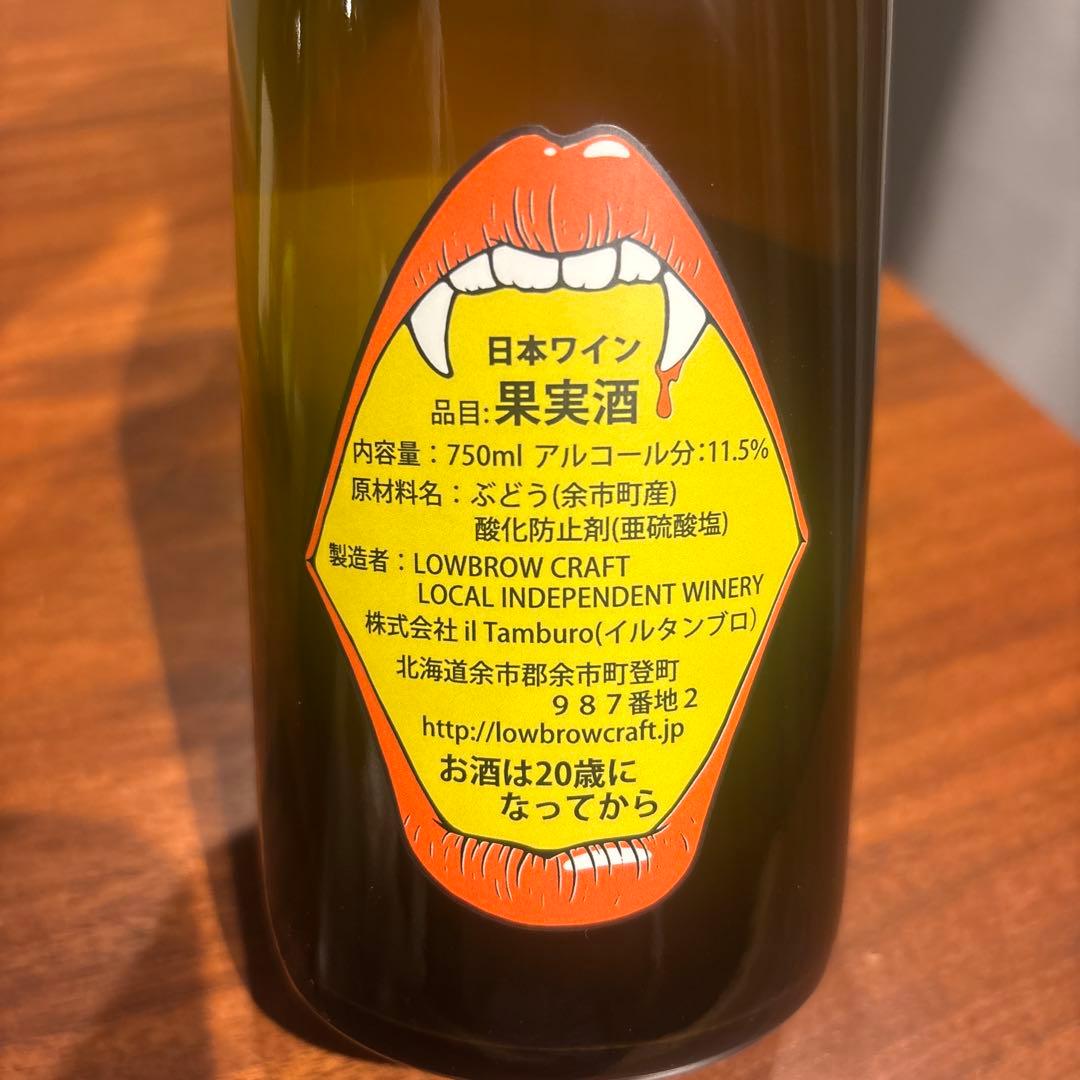 日本ワイン
品目:果実酒
内容量：750ml アルコール分:11.5%
原材料名：ぶどう(余市町産)
酸化防止剤(亜硫酸塩)
製造者：LOWBROW CRAFT
LOCAL INDEPENDENT WINERY
株式会社 il Tamburo(イルタンブロ)
北海道余市郡余市町登町
９８７番地２
http://lowbrowcraft.jp
お酒は20歳に
なってから